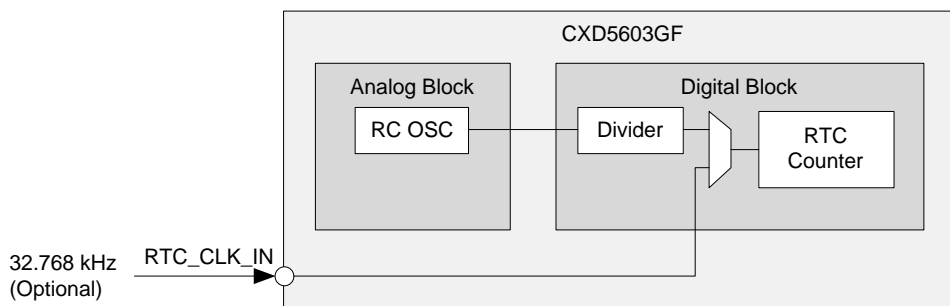 CXD5603GF
Analog Block
Digital Block
RC OSC
Divider
RTC
Counter
RTC_CLK_IN
32.768 kHz
(Optional)